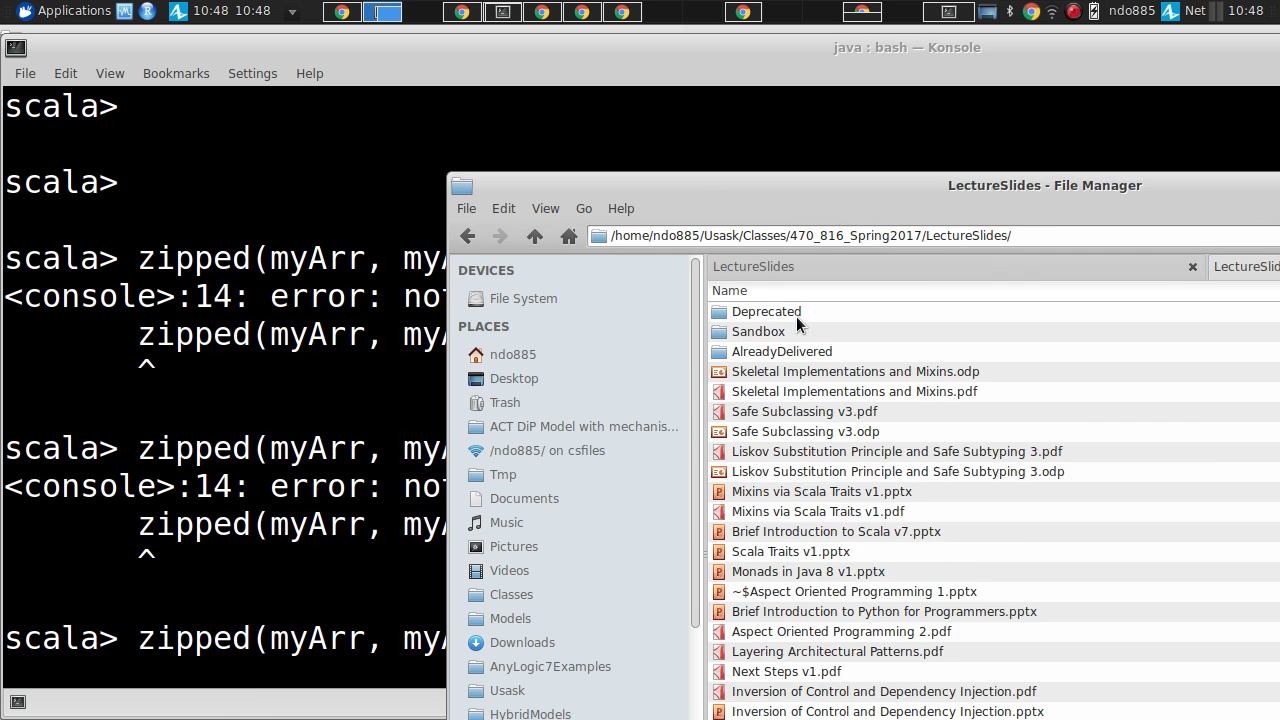 Applications 10:48 10:48 ndo885 Net 10:48
java : bash — Konsole
File Edit View Bookmarks Settings Help
scala>
scala>
scala> zipped(myArr, my
<console>:14: error: no
zipped(myArr, my
^
scala> zipped(myArr, my
<console>:14: error: no
zipped(myArr, my
^
scala> zipped(myArr, my
LectureSlides - File Manager
File Edit View Go Help
/home/ndo885/Usask/Classes/470_816_Spring2017/LectureSlides/
DEVICES
File System
PLACES
ndo885
Desktop
Trash
ACT DiP Model with mechanis...
/ndo885/ on csfiles
Tmp
Documents
Music
Pictures
Videos
Classes
Models
Downloads
AnyLogic7Examples
Usask
HybridModels
LectureSlides LectureSlid
Name
Deprecated
Sandbox
AlreadyDelivered
Skeletal Implementations and Mixins.odp
Skeletal Implementations and Mixins.pdf
Safe Subclassing v3.pdf
Safe Subclassing v3.odp
Liskov Substitution Principle and Safe Subtyping 3.pdf
Liskov Substitution Principle and Safe Subtyping 3.odp
Mixins via Scala Traits v1.pptx
Mixins via Scala Traits v1.pdf
Brief Introduction to Scala v7.pptx
Scala Traits v1.pptx
Monads in Java 8 v1.pptx
~$Aspect Oriented Programming 1.pptx
Brief Introduction to Python for Programmers.pptx
Aspect Oriented Programming 2.pdf
Layering Architectural Patterns.pdf
Next Steps v1.pdf
Inversion of Control and Dependency Injection.pdf
Inversion of Control and Dependency Injection.pptx